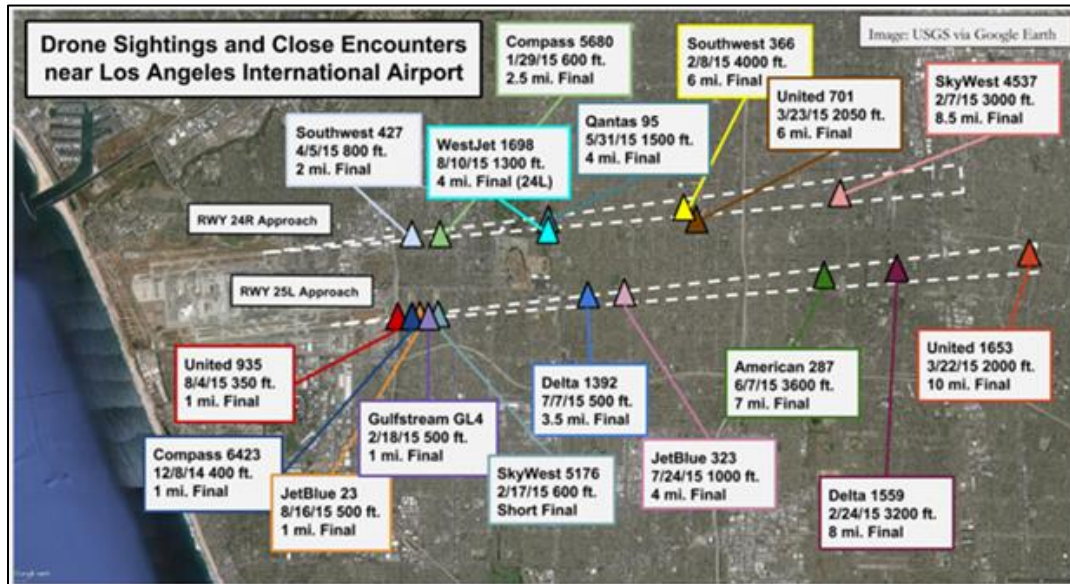 Drone Sightings and Close Encounters
near Los Angeles International Airport
Image: USGS via Google Earth
Compass 5680
1/29/15 600 ft.
2.5 mi. Final
Southwest 366
2/8/15 4000 ft.
6 mi. Final
SkyWest 4537
2/7/15 3000 ft.
8.5 mi. Final
United 701
3/23/15 2050 ft.
6 mi. Final
Qantas 95
5/31/15 1500 ft.
4 mi. Final
Southwest 427
4/5/15 800 ft.
2 mi. Final
WestJet 1698
8/10/15 1300 ft.
4 mi. Final (24L)
RWY 24R Approach
RWY 25L Approach
United 935
8/4/15 350 ft.
1 mi. Final
Delta 1392
7/7/15 500 ft.
3.5 mi. Final
American 287
6/7/15 3600 ft.
7 mi. Final
United 1653
3/22/15 2000 ft.
10 mi. Final
Gulfstream GL4
2/18/15 500 ft.
1 mi. Final
Compass 6423
12/8/14 400 ft.
1 mi. Final
JetBlue 23
8/16/15 500 ft.
1 mi. Final
SkyWest 5176
2/17/15 600 ft.
Short Final
JetBlue 323
7/24/15 1000 ft.
4 mi. Final
Delta 1559
2/24/15 3200 ft.
8 mi. Final